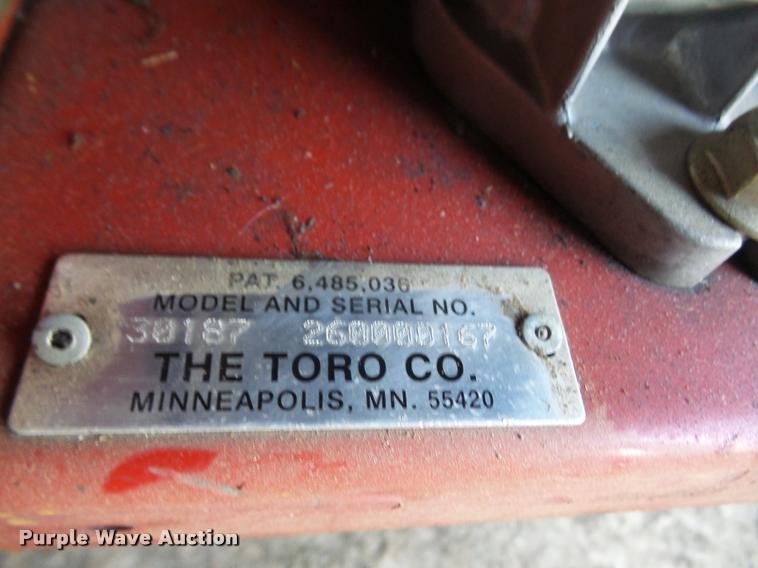 PAT. 6,485,036
MODEL AND SERIAL NO.
30187 260000167
THE TORO CO.
MINNEAPOLIS, MN. 55420
Purple Wave Auction